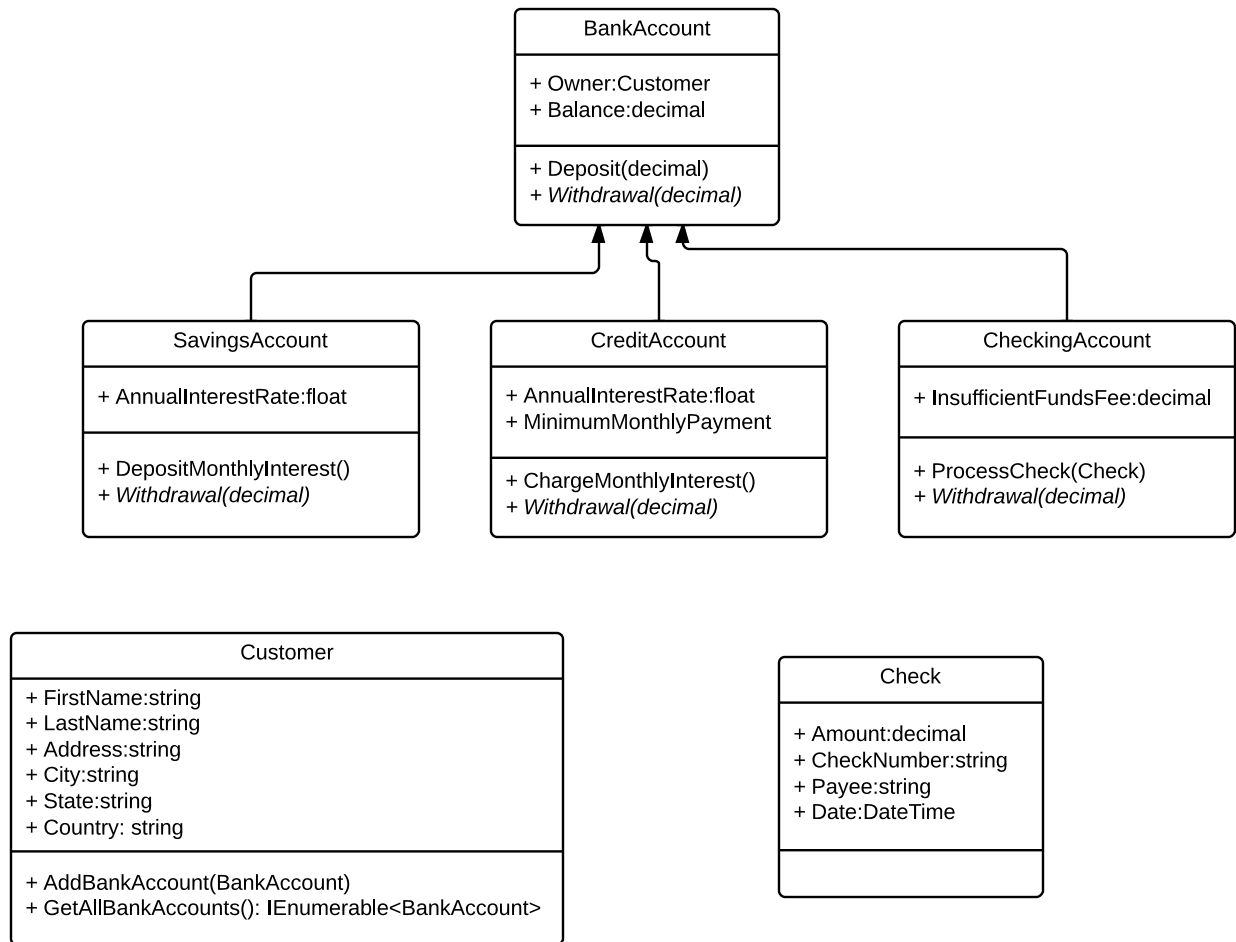 BankAccount
+ Owner:Customer
+ Balance:decimal
+ Deposit(decimal)
+ Withdrawal(decimal)
SavingsAccount
+ AnnualInterestRate:float
+ DepositMonthlyInterest()
+ Withdrawal(decimal)
CreditAccount
+ AnnualInterestRate:float
+ MinimumMonthlyPayment
+ ChargeMonthlyInterest()
+ Withdrawal(decimal)
CheckingAccount
+ InsufficientFundsFee:decimal
+ ProcessCheck(Check)
+ Withdrawal(decimal)
Customer
+ FirstName:string
+ LastName:string
+ Address:string
+ City:string
+ State:string
+ Country: string
+ AddBankAccount(BankAccount)
+ GetAllBankAccounts(): IEnumerable<BankAccount>
Check
+ Amount:decimal
+ CheckNumber:string
+ Payee:string
+ Date:DateTime